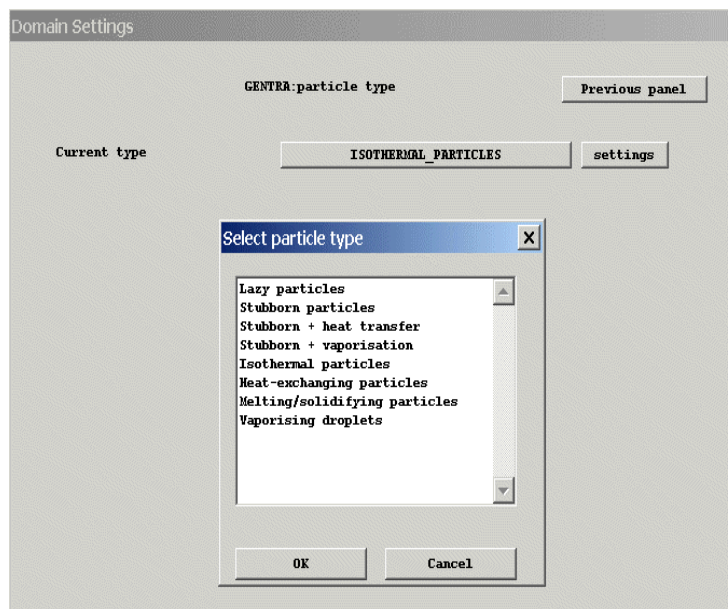 Domain Settings
GENTRA:particle type
Previous panel
Current type
ISOTHERMAL_PARTICLES
settings
Select particle type
X
Lazy particles
Stubborn particles
Stubborn + heat transfer
Stubborn + vaporisation
Isothermal particles
Heat-exchanging particles
Melting/solidifying particles
Vaporising droplets
OK
Cancel